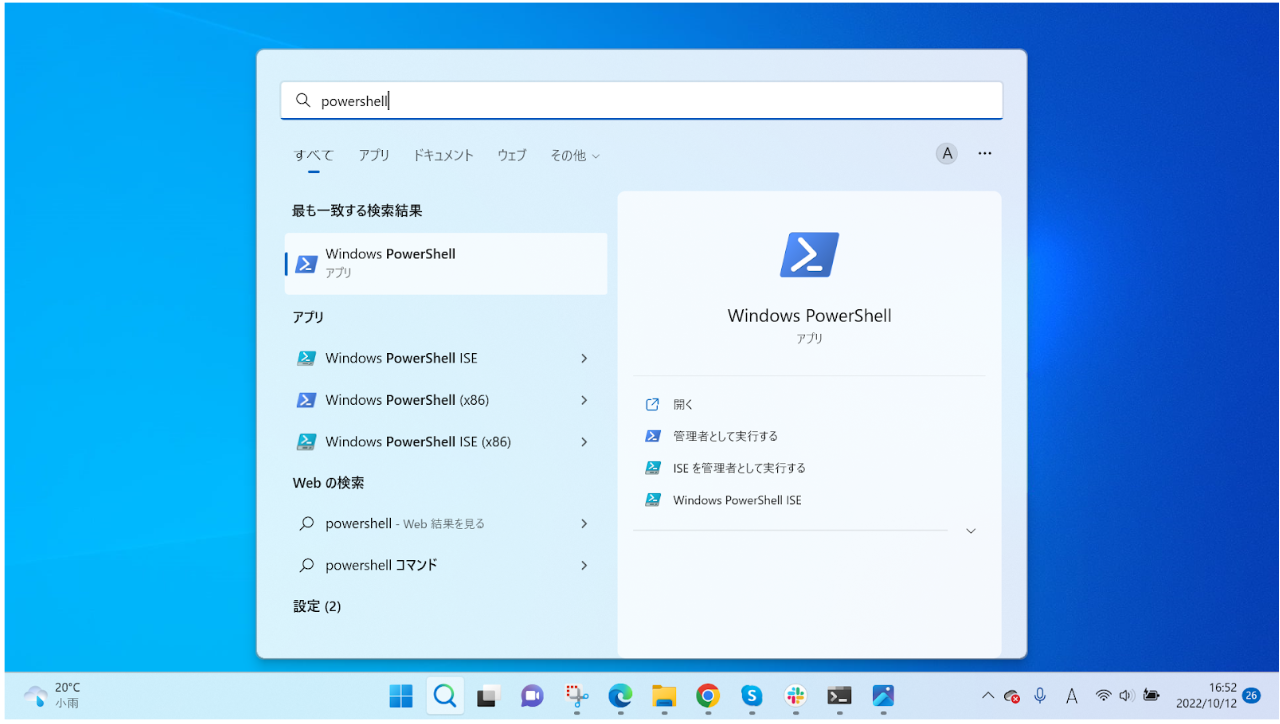 powershell
すべて アプリ ドキュメント ウェブ その他
A ...
最も一致する検索結果
Windows PowerShell
アプリ
アプリ
Windows PowerShell ISE
Windows PowerShell (x86)
Windows PowerShell ISE (x86)
Web の検索
powershell - Web 結果を見る
powershell コマンド
設定 (2)
Windows PowerShell
アプリ
開く
管理者として実行する
ISE を管理者として実行する
Windows PowerShell ISE
20°C
小雨
A
16:52
2022/10/12
26